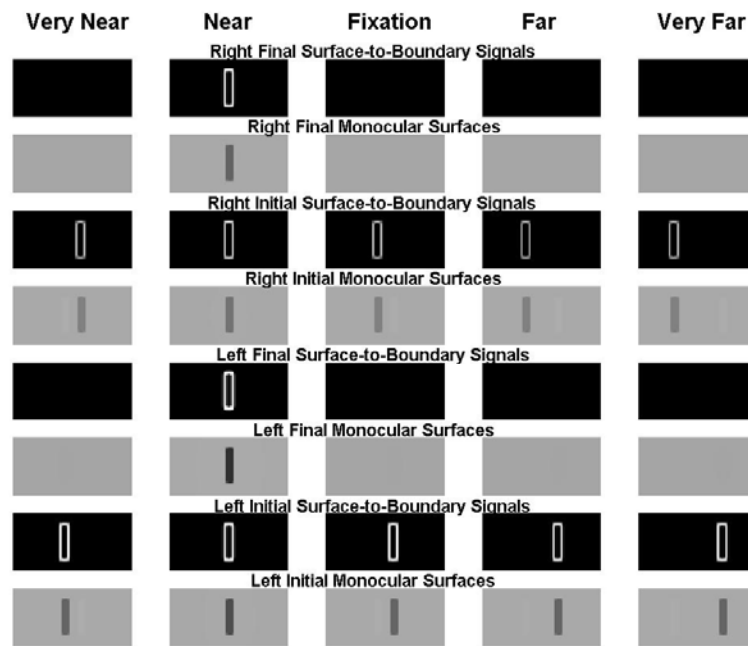 Very Near Near Fixation Far Very Far
Right Final Surface-to-Boundary Signals
Right Final Monocular Surfaces
Right Initial Surface-to-Boundary Signals
Right Initial Monocular Surfaces
Left Final Surface-to-Boundary Signals
Left Final Monocular Surfaces
Left Initial Surface-to-Boundary Signals
Left Initial Monocular Surfaces